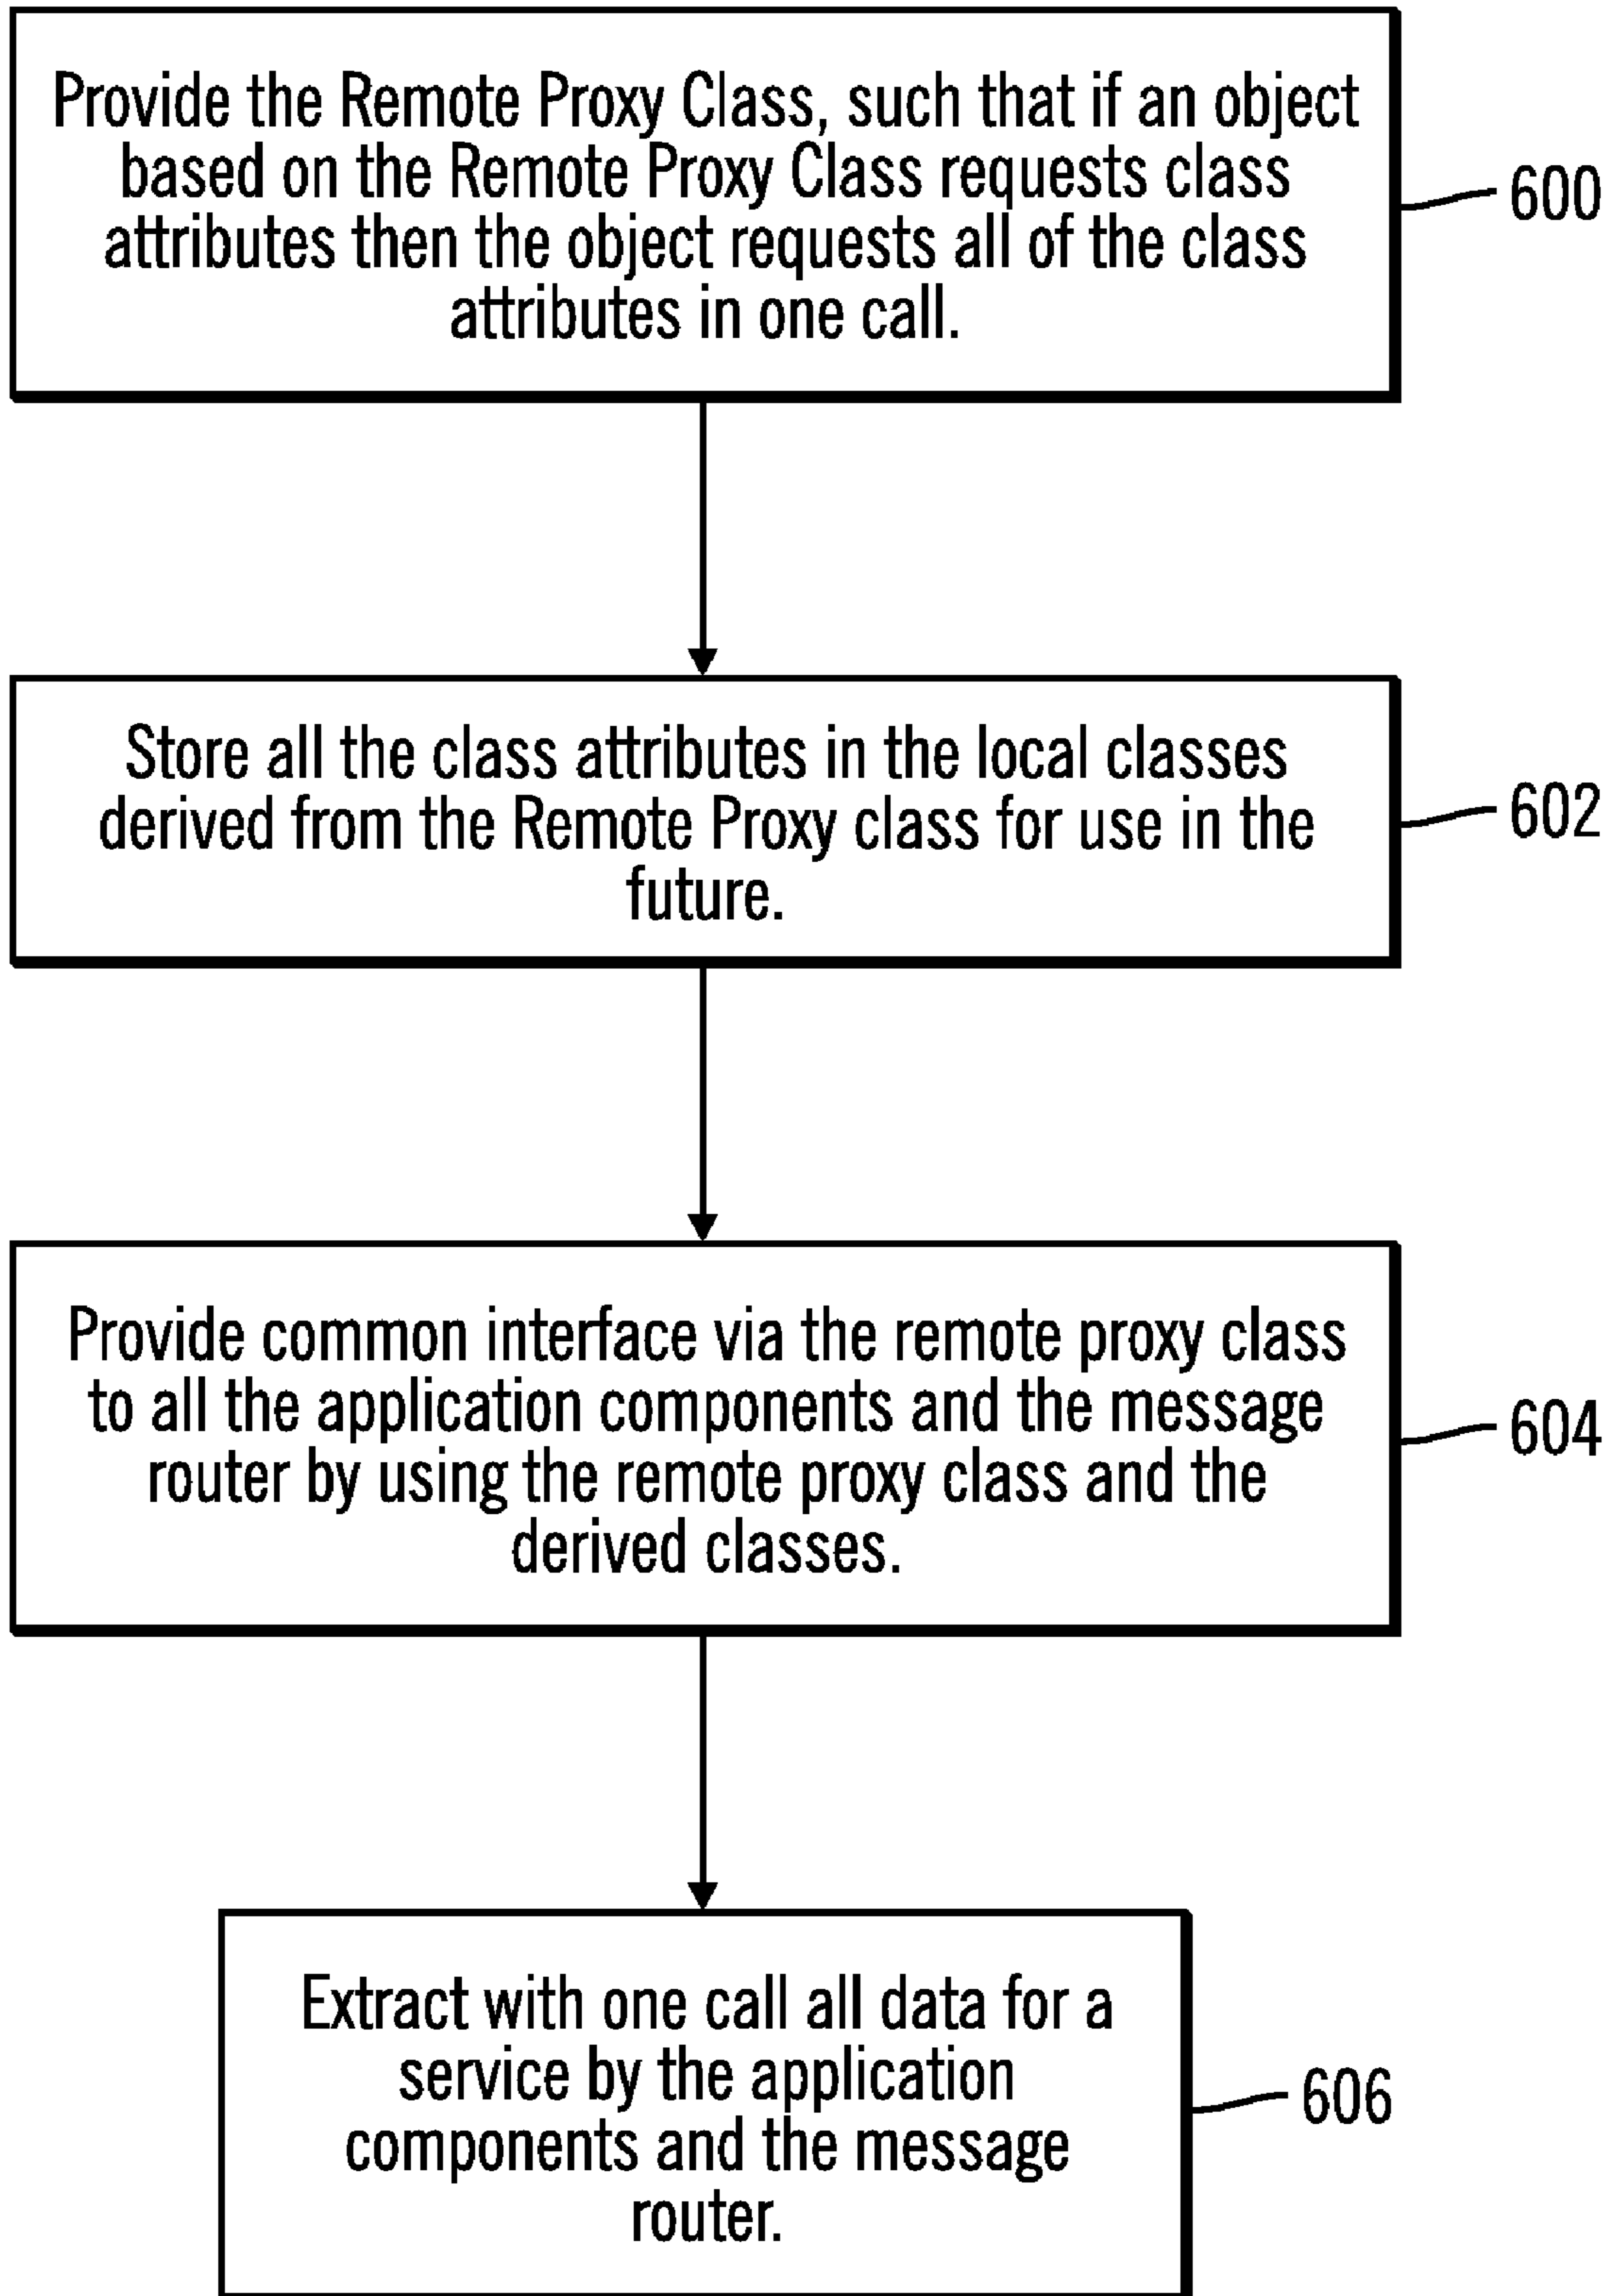 Provide the Remote Proxy Class, such that if an object
based on the Remote Proxy Class requests class
attributes then the object requests all of the class
attributes in one call.
600
Store all the class attributes in the local classes
derived from the Remote Proxy class for use in the
future.
602
Provide common interface via the remote proxy class
to all the application components and the message
router by using the remote proxy class and the
derived classes.
604
Extract with one call all data for a
service by the application
components and the message
router.
606